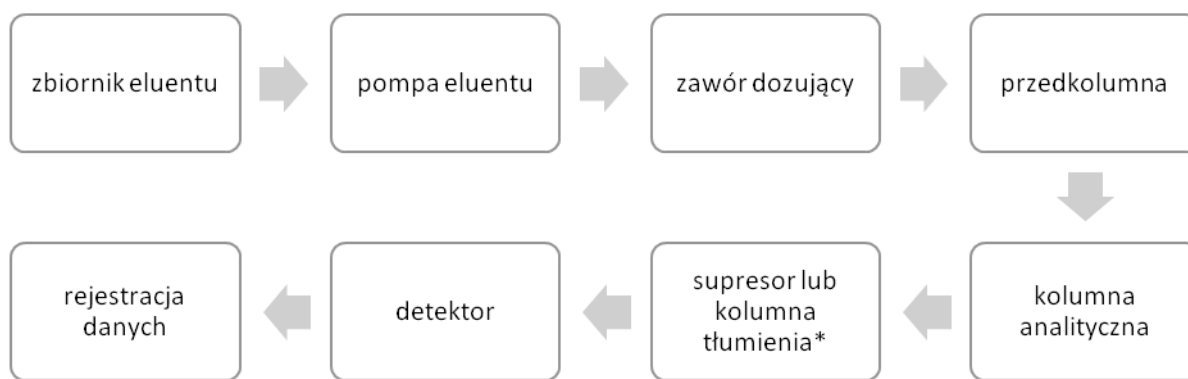 zbiornik eluentu
pompa eluentu
zawór dozujący
przedkolumna
kolumna
analityczna
supresor lub
kolumna
tłumienia*
detektor
rejestracja
danych